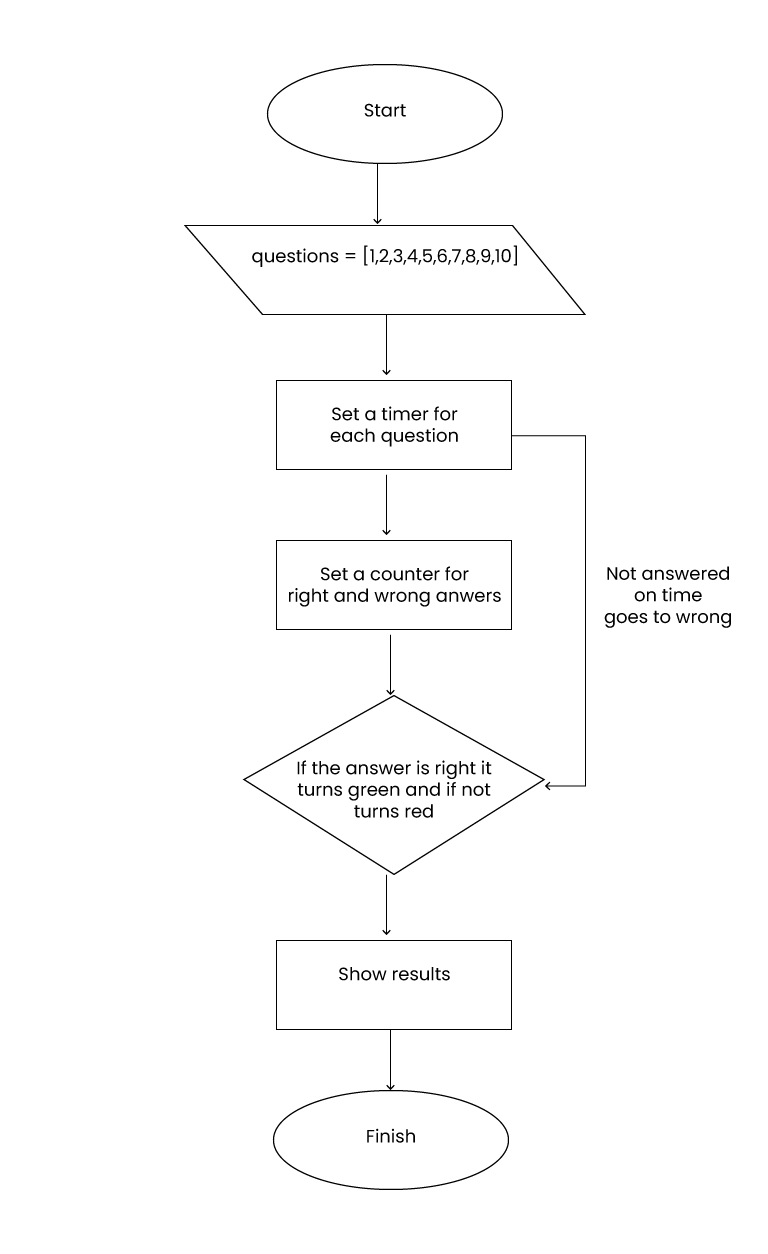 Start
questions = [1,2,3,4,5,6,7,8,9,10]
Set a timer for
each question
Set a counter for
right and wrong anwers
Not answered
on time
goes to wrong
If the answer is right it
turns green and if not
turns red
Show results
Finish